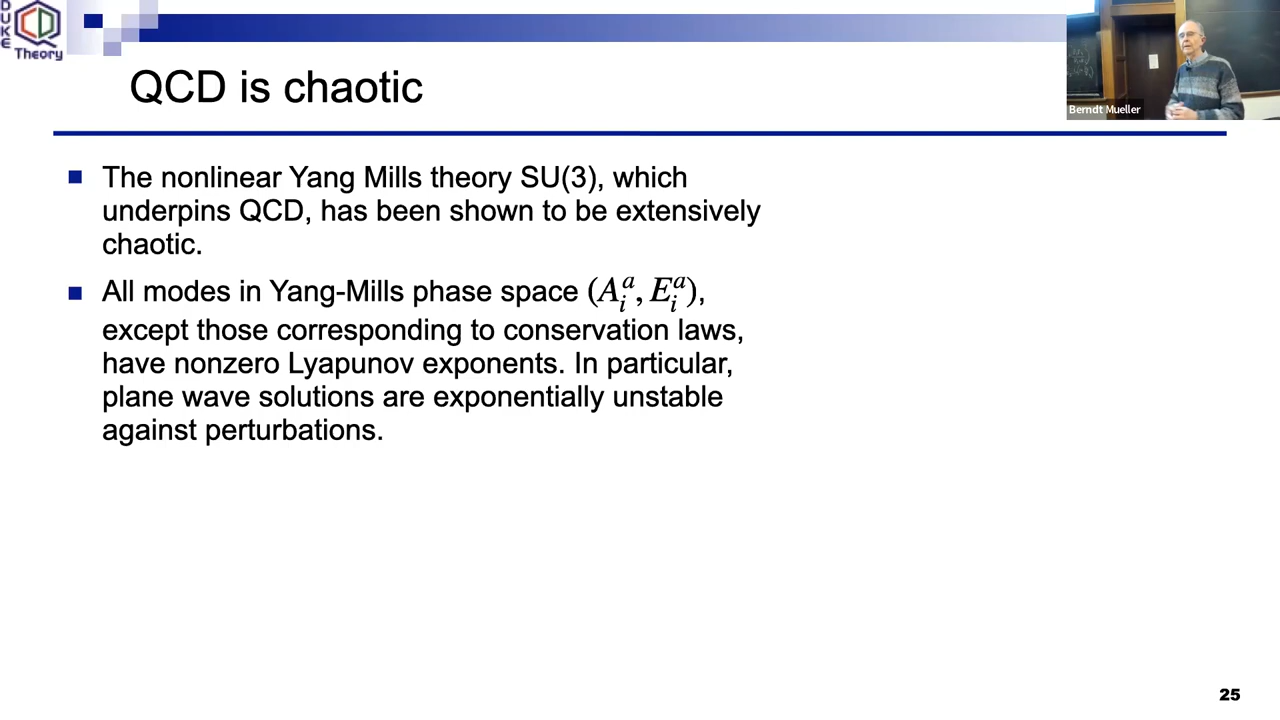 DUKE
Theory
QCD is chaotic
Berndt Mueller
The nonlinear Yang Mills theory SU(3), which
underpins QCD, has been shown to be extensively
chaotic.
All modes in Yang-Mills phase space (A_i^a, E_i^a),
except those corresponding to conservation laws,
have nonzero Lyapunov exponents. In particular,
plane wave solutions are exponentially unstable
against perturbations.
25